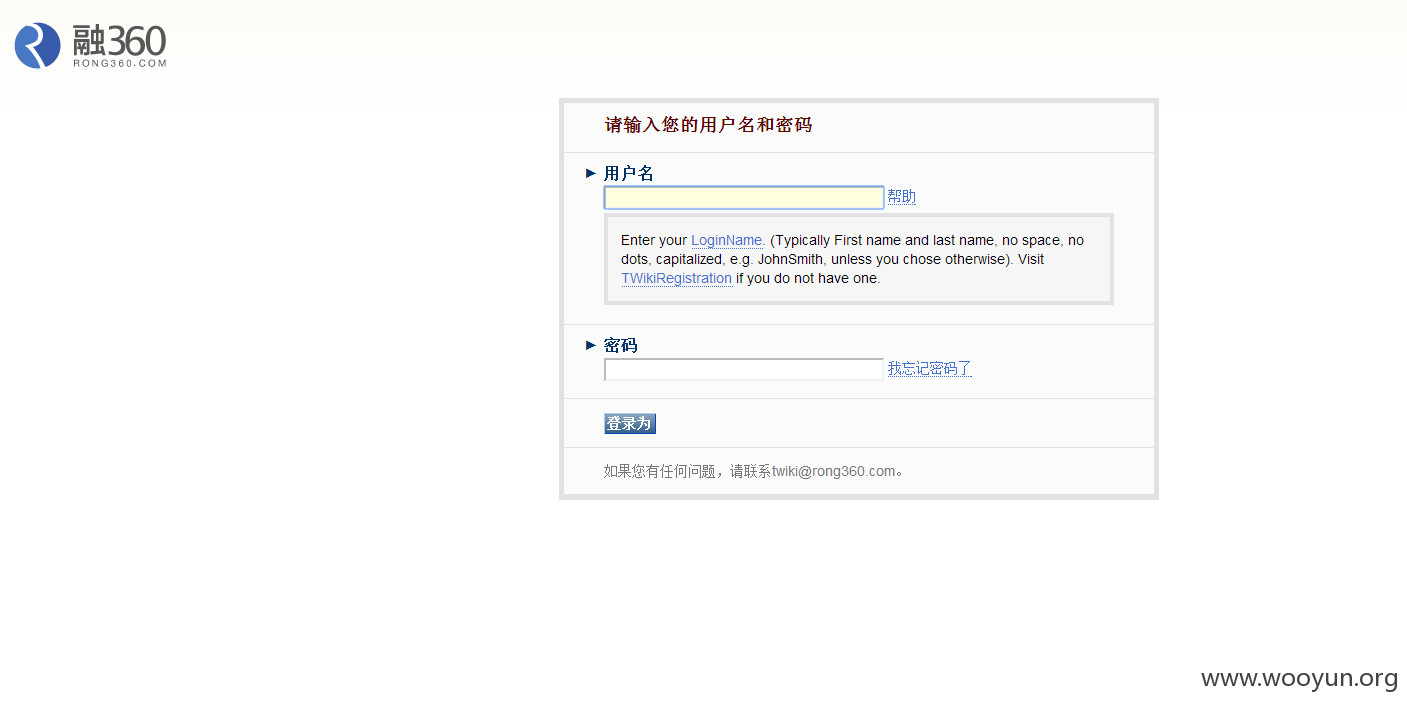 融360
RONG360.COM
请输入您的用户名和密码
用户名
帮助
Enter your LoginName. (Typically First name and last name, no space, no
dots, capitalized, e.g. JohnSmith, unless you chose otherwise). Visit
TWikiRegistration if you do not have one.
密码
我忘记密码了
登录为
如果您有任何问题，请联系twiki@rong360.com。
www.wooyun.org